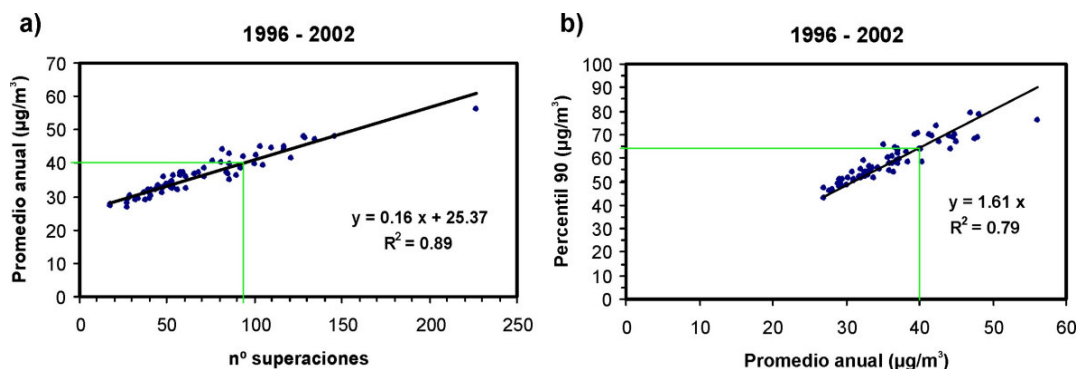 a)
1996 - 2002
Promedio anual (µg/m³)
70
60
50
40
30
20
10
0
y = 0.16 x + 25.37
R² = 0.89
0 50 100 150 200 250
nº superaciones
b)
1996 - 2002
Percentil 90 (µg/m³)
100
90
80
70
60
50
40
30
20
10
0
y = 1.61 x
R² = 0.79
0 10 20 30 40 50 60
Promedio anual (µg/m³)